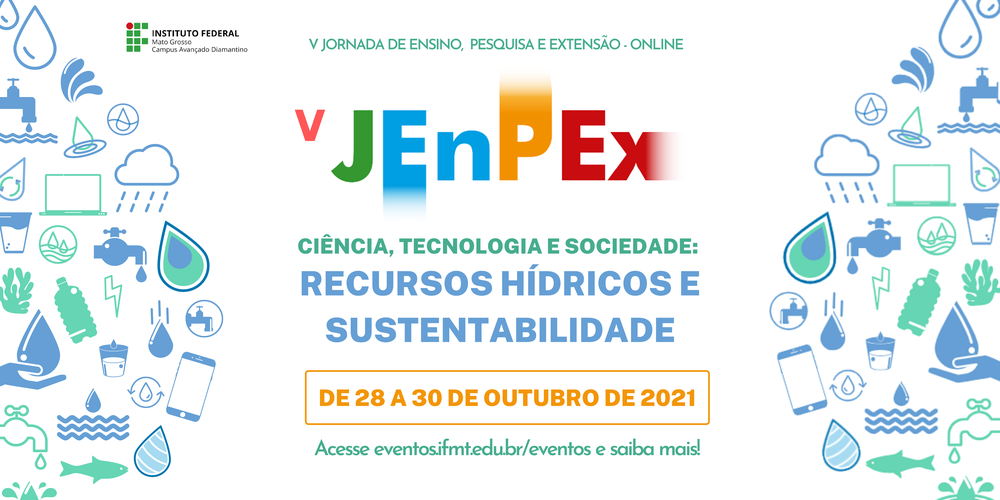 INSTITUTO FEDERAL
Mato Grosso
Campus Avançado Diamantino
V JORNADA DE ENSINO, PESQUISA E EXTENSÃO - ONLINE
V JEnPEx
CIÊNCIA, TECNOLOGIA E SOCIEDADE:
RECURSOS HÍDRICOS E
SUSTENTABILIDADE
DE 28 A 30 DE OUTUBRO DE 2021
Acesse eventos.ifmt.edu.br/eventos e saiba mais!